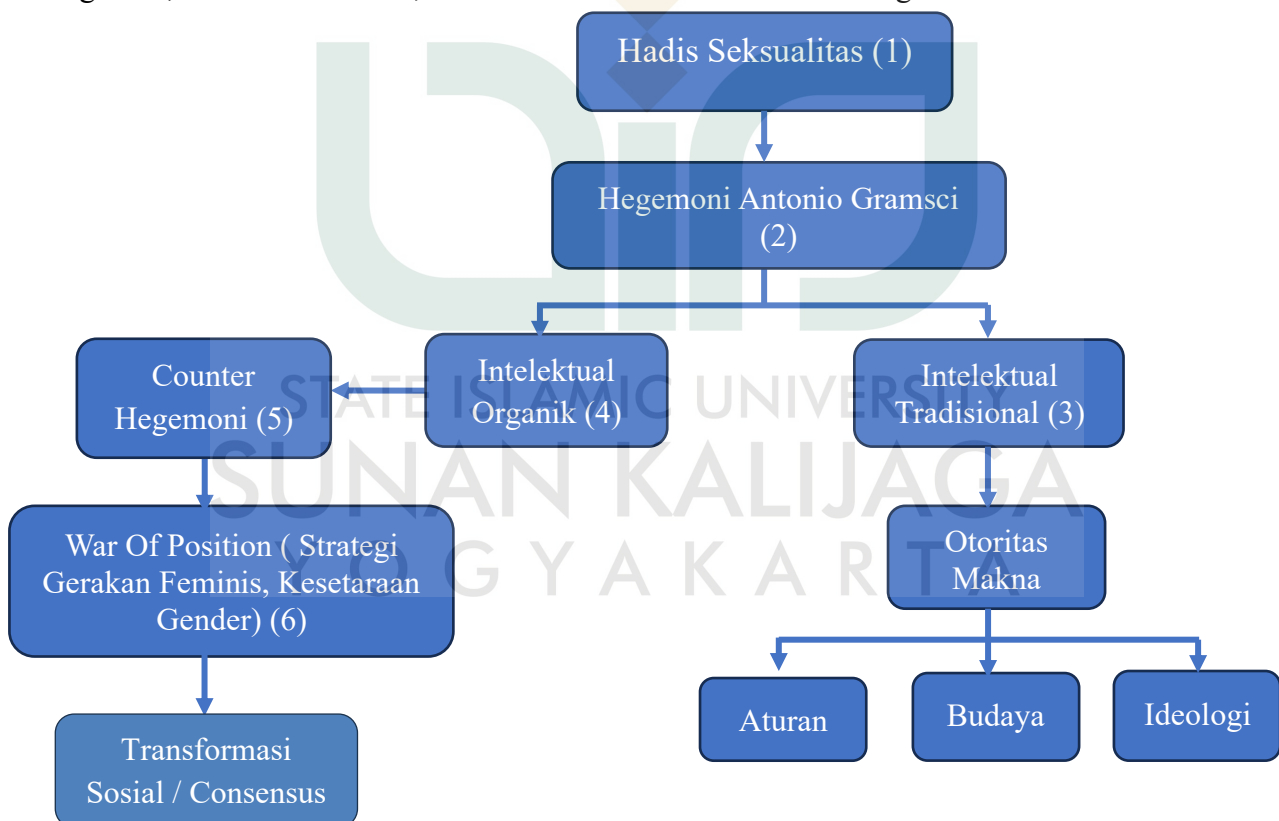 Hadis Seksualitas (1)
Hegemoni Antonio Gramsci
(2)
Counter
Hegemoni (5)
Intelektual
Organik (4)
Intelektual
Tradisional (3)
STATE ISLAMIC UNIVERSITY
SUNAN KALIJAGA
YOGYAKARTA
War Of Position ( Strategi
Gerakan Feminis, Kesetaraan
Gender) (6)
Otoritas
Makna
Aturan
Budaya
Ideologi
Transformasi
Sosial / Consensus